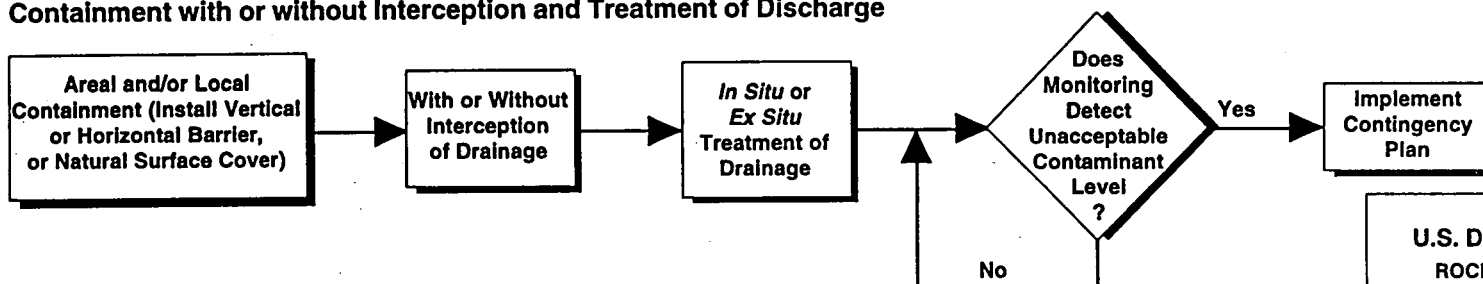 Containment with or without Interception and Treatment of Discharge
Areal and/or Local
Containment (Install Vertical
or Horizontal Barrier,
or Natural Surface Cover)
With or Without
Interception
of Drainage
In Situ or
Ex Situ
Treatment of
Drainage
Does
Monitoring
Detect
Unacceptable
Contaminant
Level
?
Yes
Implement
Contingency
Plan
No
U.S. D